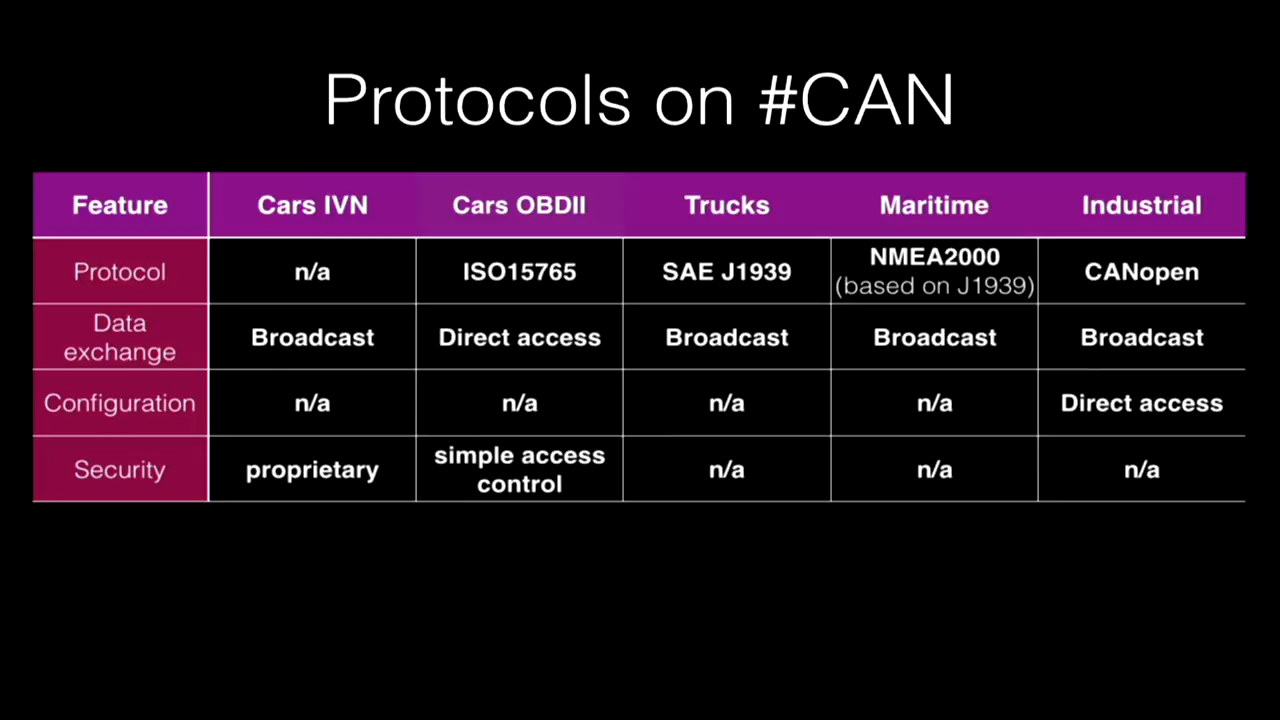 Protocols on #CAN
Feature Cars IVN Cars OBDII Trucks Maritime Industrial
Protocol n/a ISO15765 SAE J1939 NMEA2000 (based on J1939) CANopen
Data exchange Broadcast Direct access Broadcast Broadcast Broadcast
Configuration n/a n/a n/a n/a Direct access
Security proprietary simple access control n/a n/a n/a